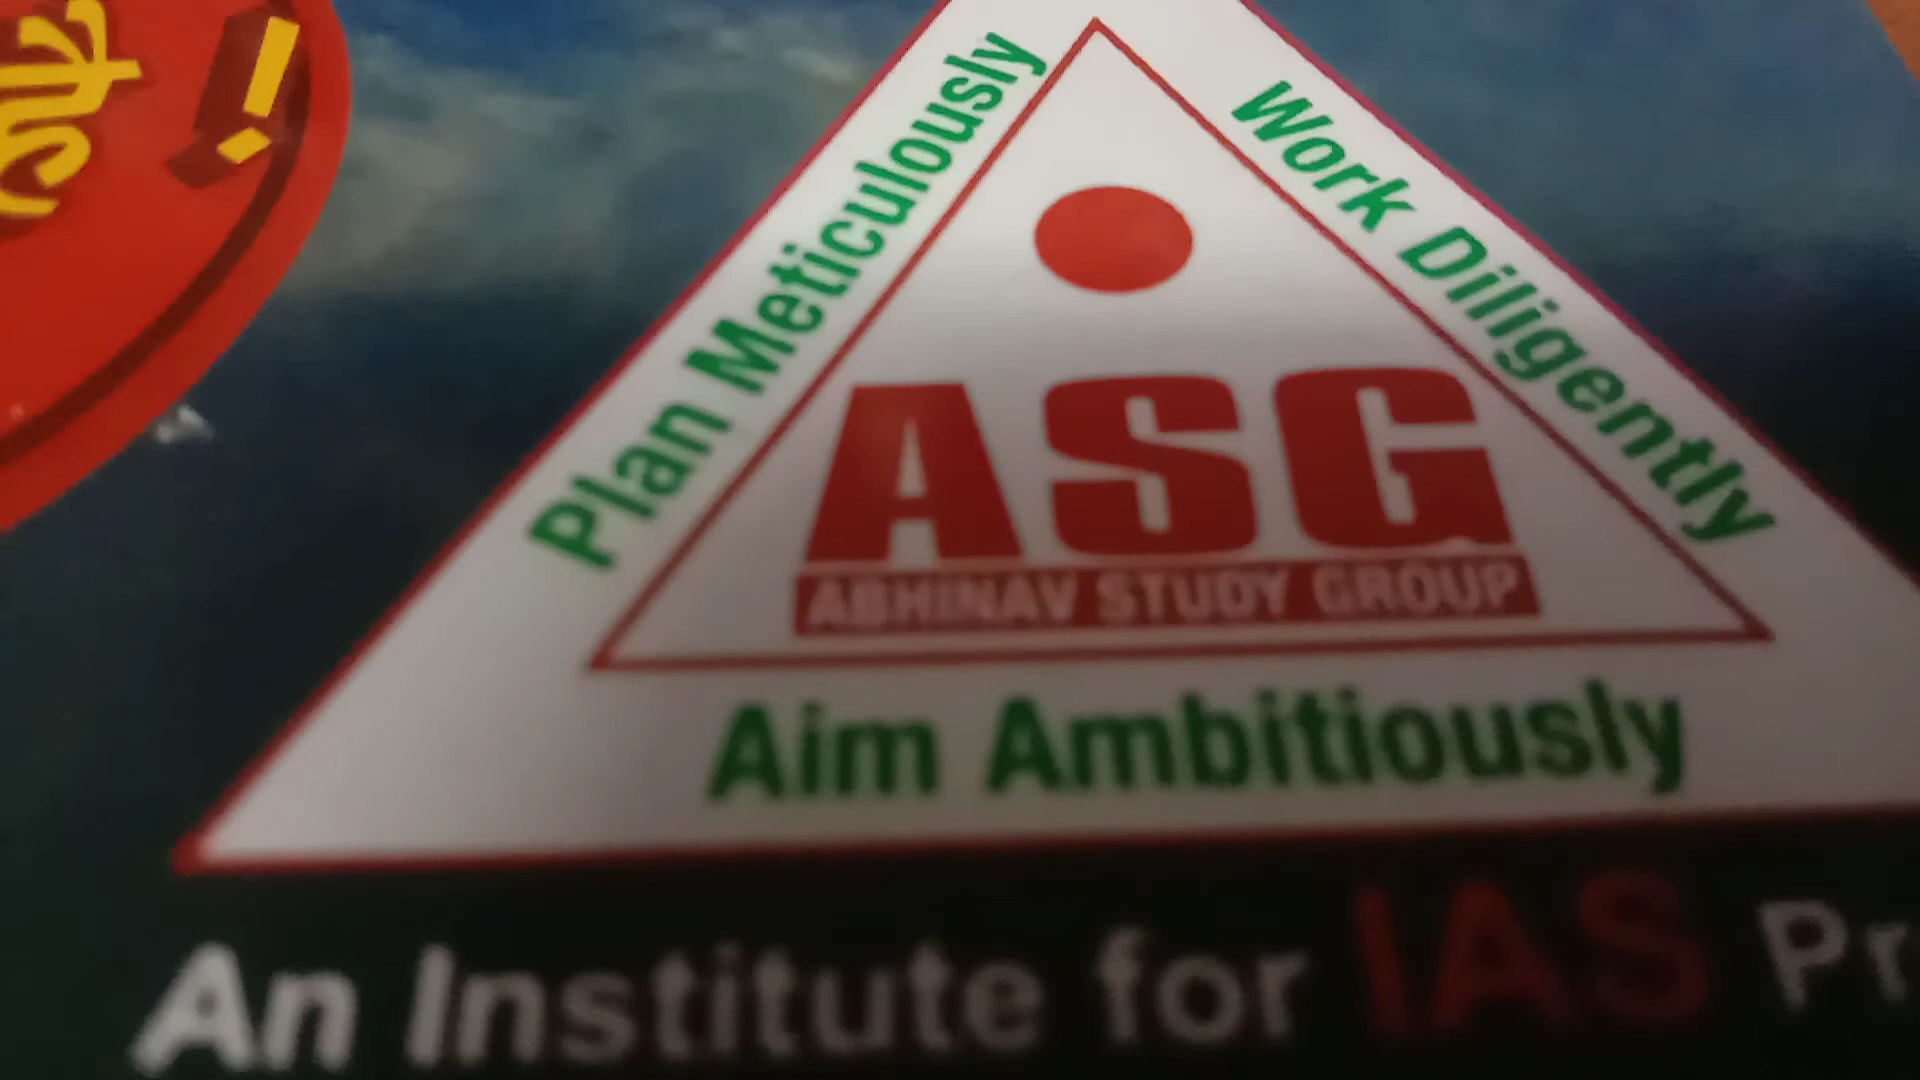 Plan Meticulously
Work Diligently
ASG
ABHINAV STUDY GROUP
Aim Ambitiously
An Institute for IAS